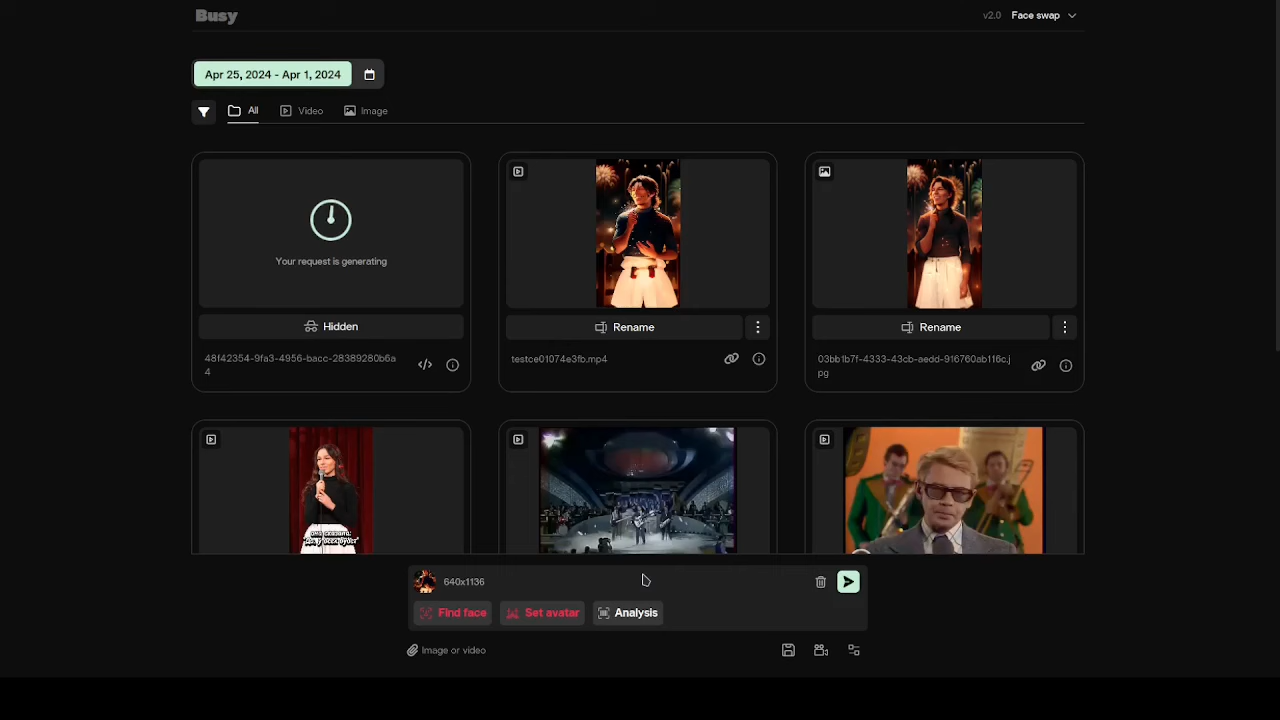 Busy
v2.0 Face swap
Apr 25, 2024 - Apr 1, 2024
All Video Image
Your request is generating
Hidden
48f42354-9fa3-4956-bacc-28389280b6a
4
Rename
testce01074e3fb.mp4
Rename
03bb1b7f-4333-43cb-aedd-916760ab116c.j
pg
640x1136
Find face Set avatar Analysis
Image or video